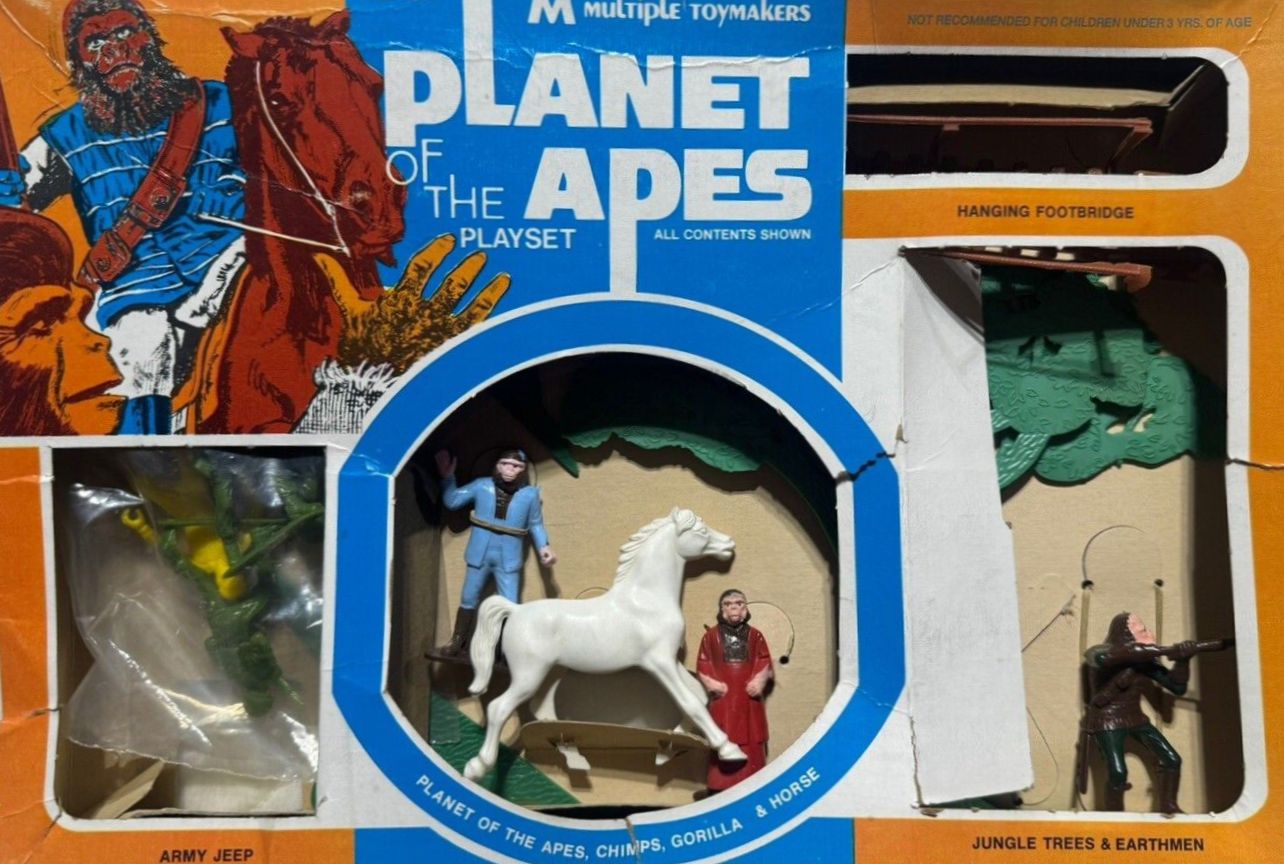 M MULTIPLE TOYMAKERS
NOT RECOMMENDED FOR CHILDREN UNDER 3 YRS. OF AGE
PLANET
OF THE APES
PLAYSET
ALL CONTENTS SHOWN
HANGING FOOTBRIDGE
PLANET OF THE APES, CHIMPS, GORILLA & HORSE
ARMY JEEP
JUNGLE TREES & EARTHMEN